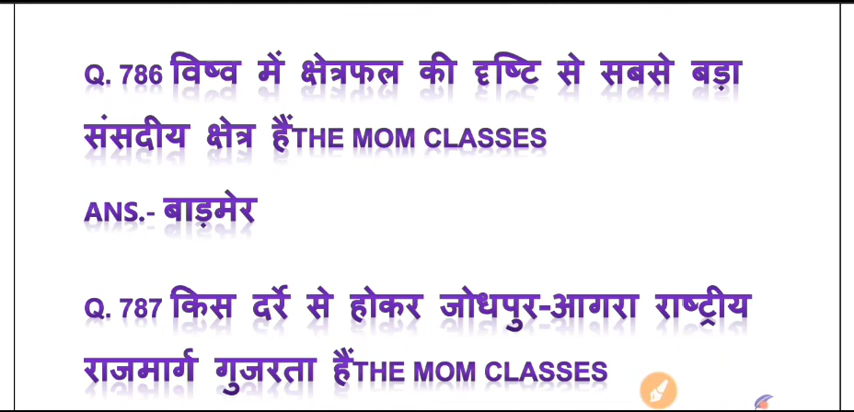 Q. 786 विष्व में क्षेत्रफल की दृष्टि से सबसे बड़ा
संसदीय क्षेत्र हैंTHE MOM CLASSES
ANS.- बाड़मेर
Q. 787 किस दर्रे से होकर जोधपुर-आगरा राष्ट्रीय
राजमार्ग गुजरता हैंTHE MOM CLASSES